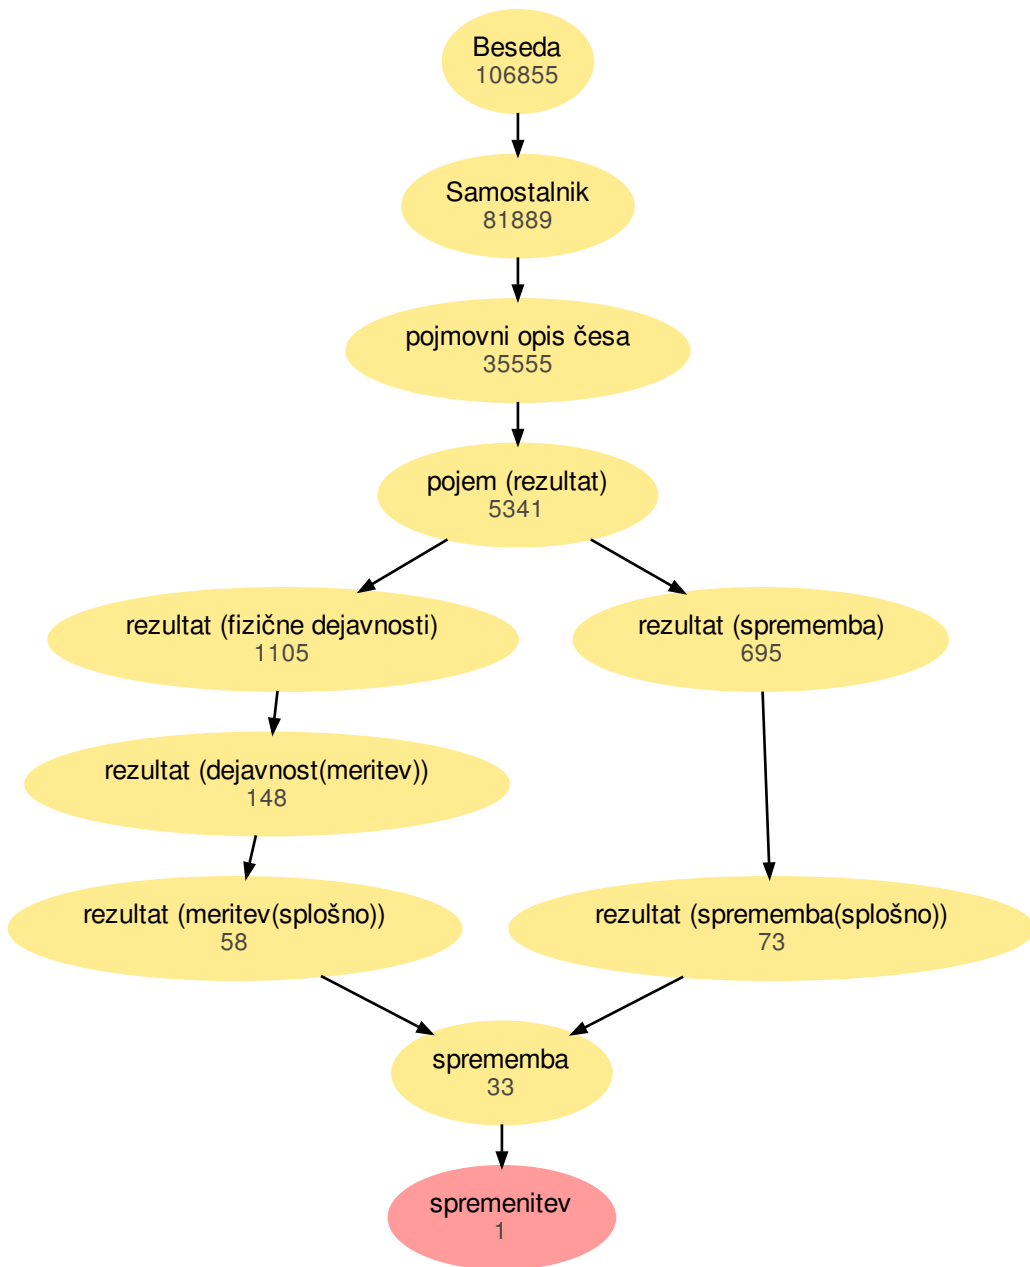 Beseda
106855
Samostalnik
81889
pojmovni opis česa
35555
pojem (rezultat)
5341
rezultat (fizične dejavnosti)
1105
rezultat (sprememba)
695
rezultat (dejavnost(meritev))
148
rezultat (meritev(splošno))
58
rezultat (sprememba(splošno))
73
sprememba
33
spremenitev
1